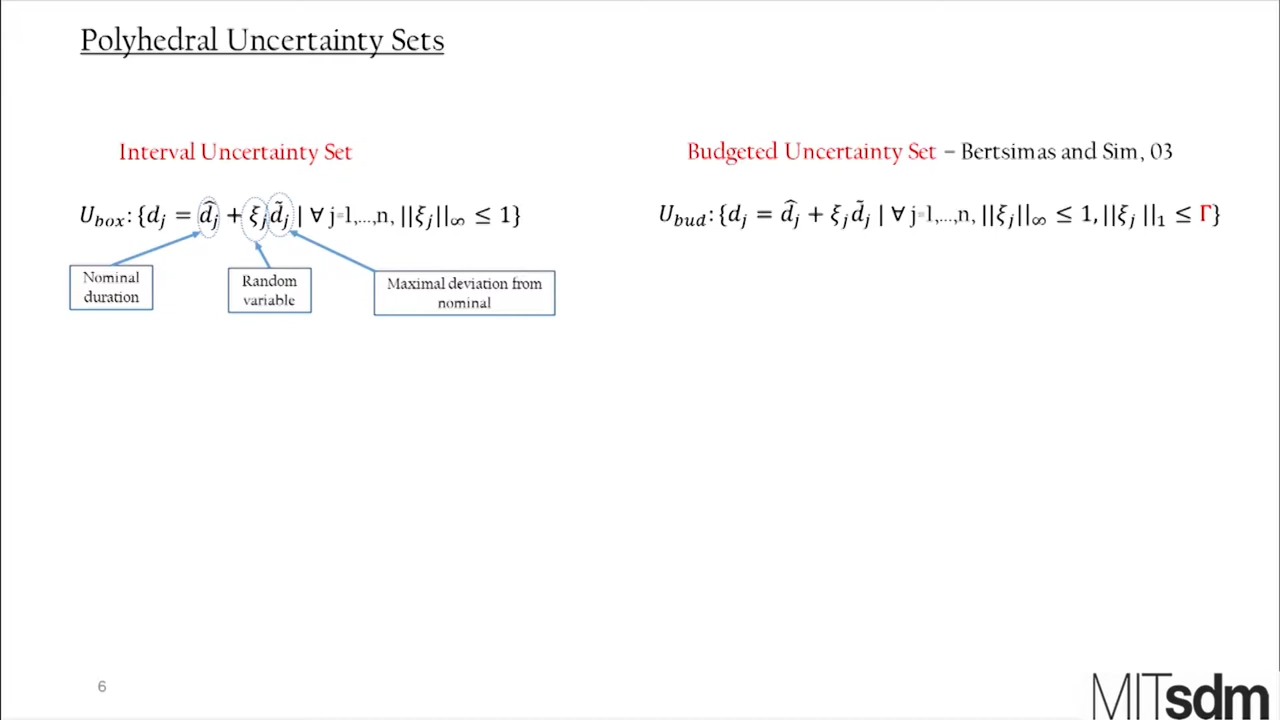 Polyhedral Uncertainty Sets
Interval Uncertainty Set
U_box: {d_j = d̂_j + ξ_j d̃_j | ∀ j=1,...,n, ||ξ_j||_∞ ≤ 1}
Nominal
duration
Random
variable
Maximal deviation from
nominal
Budgeted Uncertainty Set – Bertsimas and Sim, 03
U_bud: {d_j = d̂_j + ξ_j d̃_j | ∀ j=1,...,n, ||ξ_j||_∞ ≤ 1, ||ξ_j ||_1 ≤ Γ}
6
MITsdm